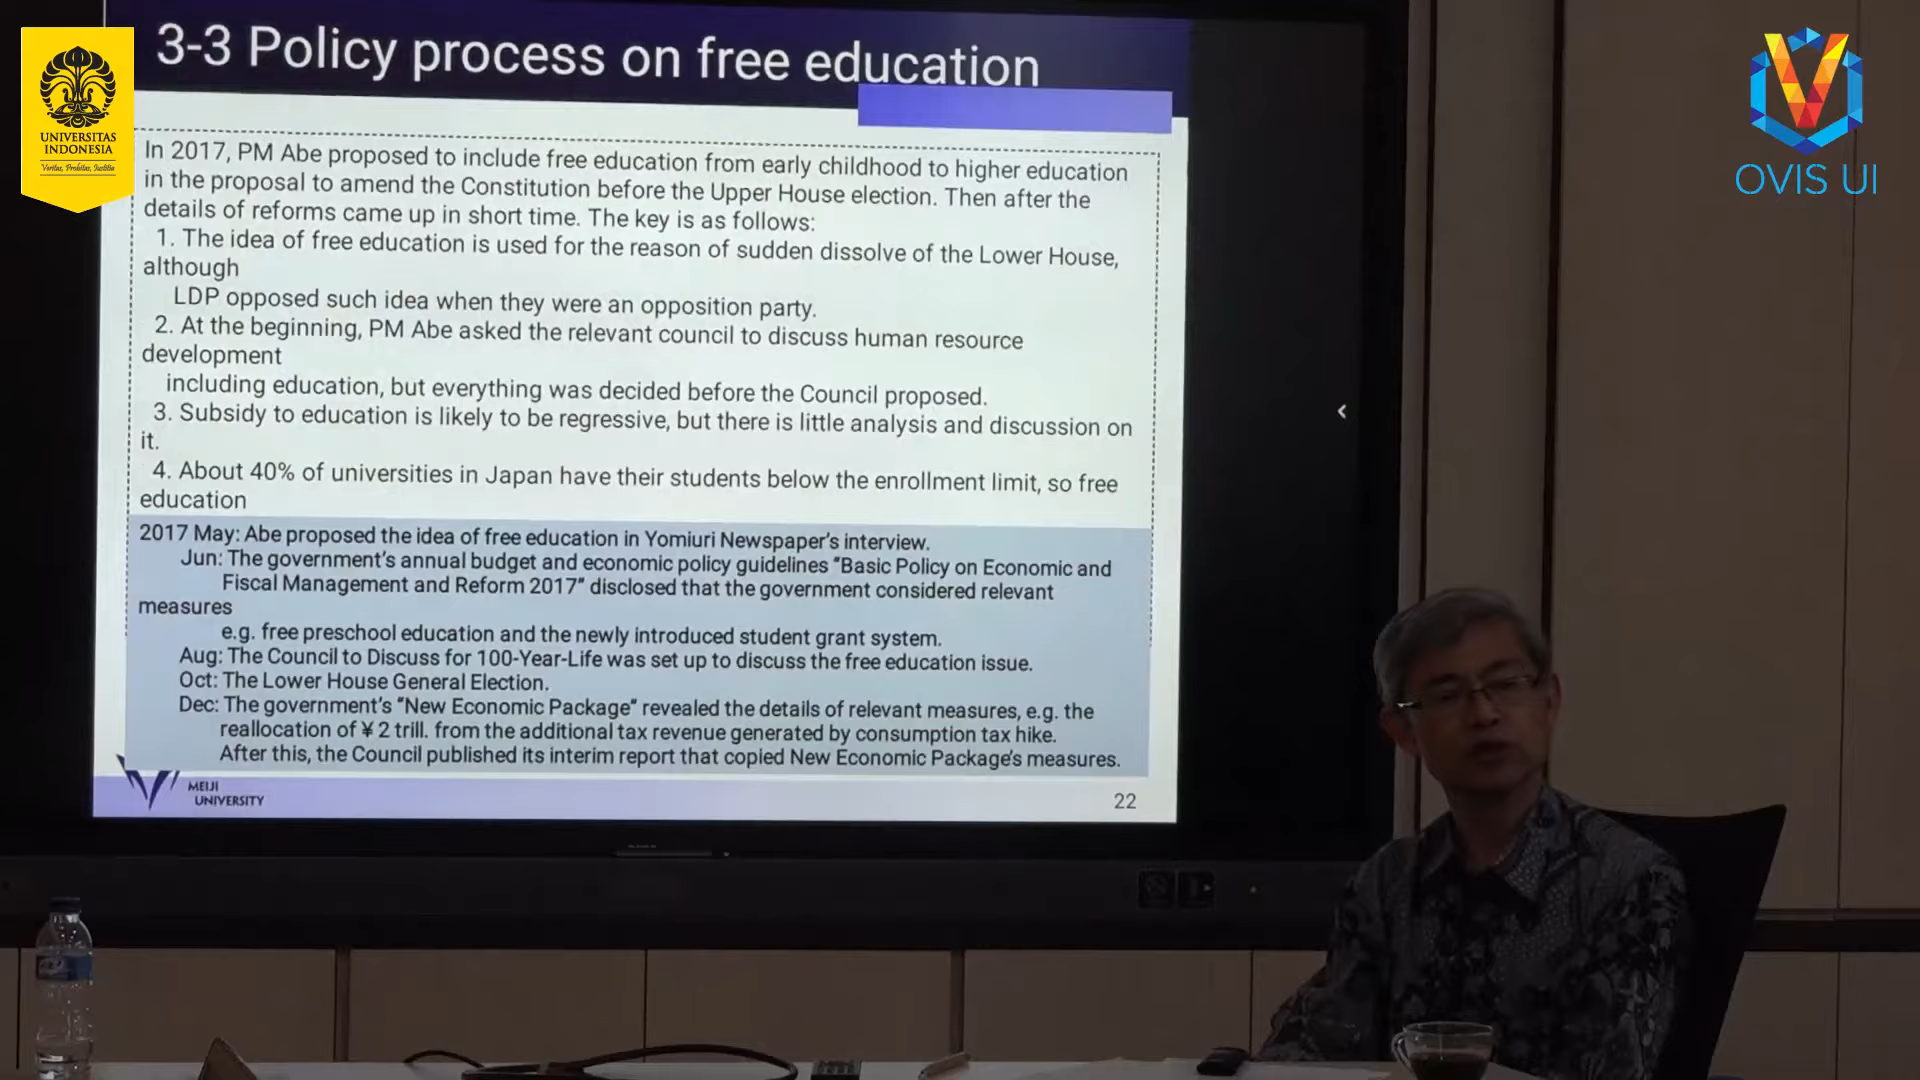 3-3 Policy process on free education
UNIVERSITAS
INDONESIA
Veritas, Probitas, Justitia
OVIS UI
In 2017, PM Abe proposed to include free education from early childhood to higher education
in the proposal to amend the Constitution before the Upper House election. Then after the
details of reforms came up in short time. The key is as follows:
1. The idea of free education is used for the reason of sudden dissolve of the Lower House,
although
LDP opposed such idea when they were an opposition party.
2. At the beginning, PM Abe asked the relevant council to discuss human resource
development
including education, but everything was decided before the Council proposed.
3. Subsidy to education is likely to be regressive, but there is little analysis and discussion on
it.
4. About 40% of universities in Japan have their students below the enrollment limit, so free
education
2017 May: Abe proposed the idea of free education in Yomiuri Newspaper's interview.
Jun: The government's annual budget and economic policy guidelines "Basic Policy on Economic and
Fiscal Management and Reform 2017" disclosed that the government considered relevant
measures
e.g. free preschool education and the newly introduced student grant system.
Aug: The Council to Discuss for 100-Year-Life was set up to discuss the free education issue.
Oct: The Lower House General Election.
Dec: The government's "New Economic Package" revealed the details of relevant measures, e.g. the
reallocation of ¥ 2 trill. from the additional tax revenue generated by consumption tax hike.
After this, the Council published its interim report that copied New Economic Package's measures.
MEIJI
UNIVERSITY
22